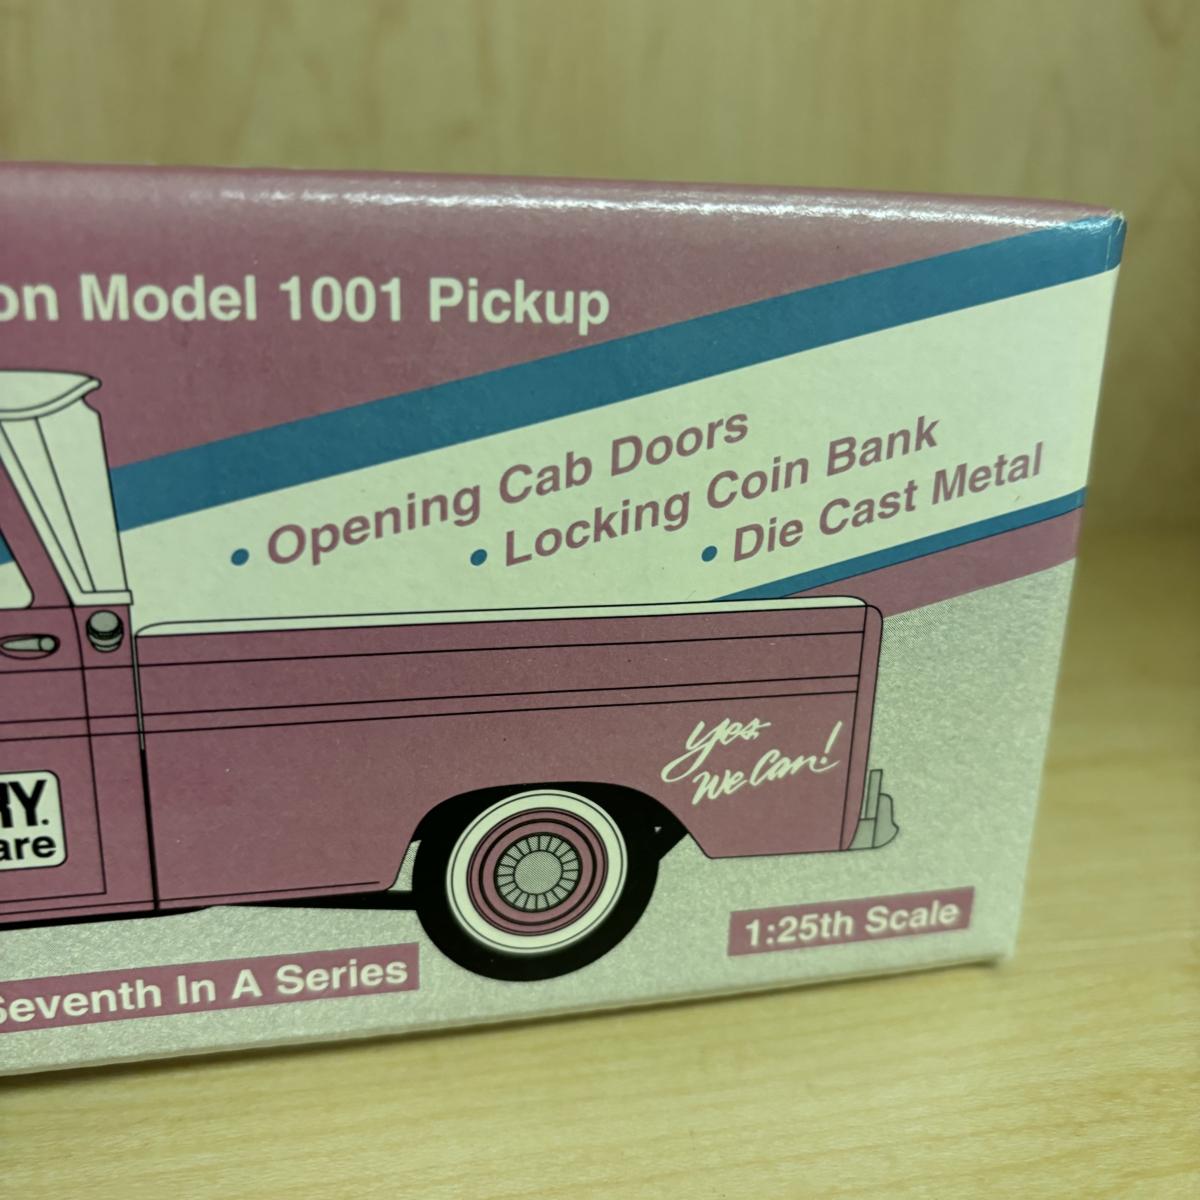 on Model 1001 Pickup
• Opening Cab Doors
• Locking Coin Bank
• Die Cast Metal
Yes
We Can!
RY.
are
Seventh In A Series
1:25th Scale